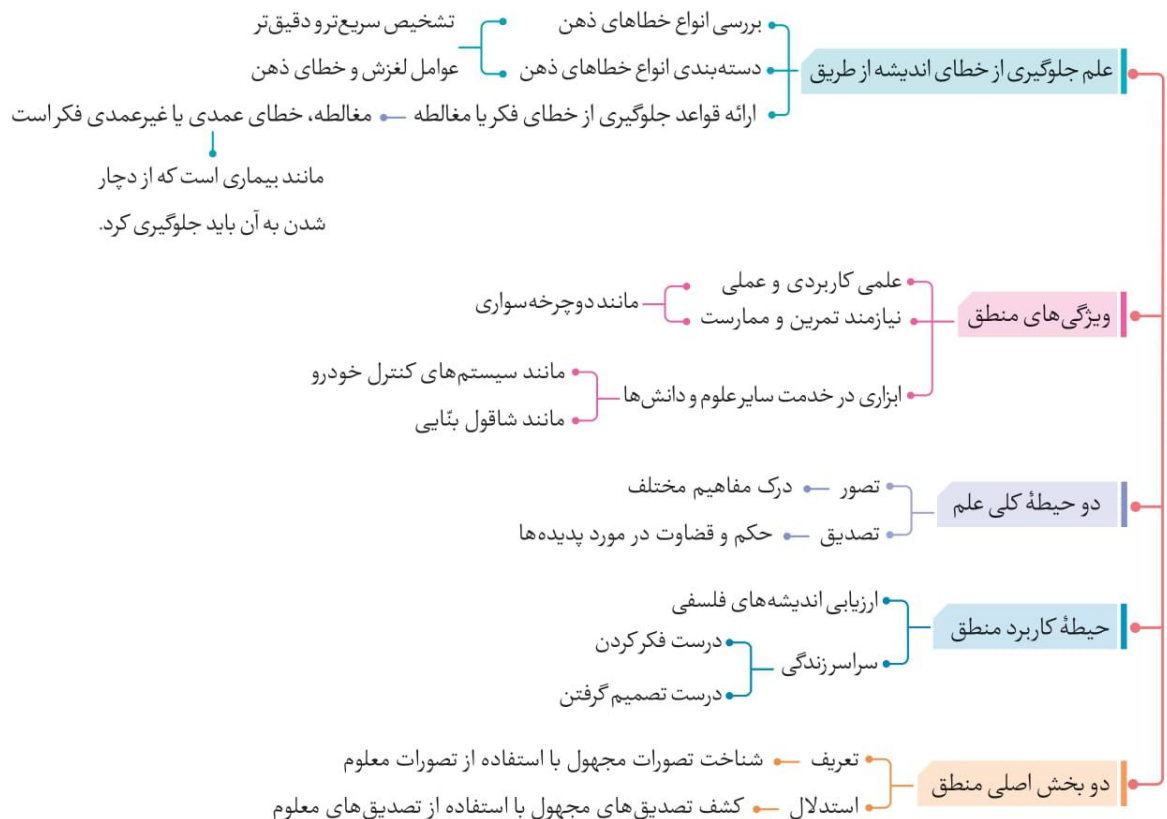 علم جلوگیری از خطای اندیشه از طریق
بررسی انواع خطاهای ذهن
دسته‌بندی انواع خطاهای ذهن
تشخیص سریع‌تر و دقیق‌تر
عوامل لغزش و خطای ذهن
ارائه قواعد جلوگیری از خطای فکر یا مغالطه
مغالطه، خطای عمدی یا غیرعمدی فکر است
مانند بیماری است که از دچار
شدن به آن باید جلوگیری کرد.
ویژگی‌های منطق
علمی کاربردی و عملی
نیازمند تمرین و ممارست
مانند دوچرخه‌سواری
ابزاری در خدمت سایر علوم و دانش‌ها
مانند سیستم‌های کنترل خودرو
مانند شاقول بنّایی
دو حیطهٔ کلی علم
تصور
درک مفاهیم مختلف
تصدیق
حکم و قضاوت در مورد پدیده‌ها
حیطهٔ کاربرد منطق
ارزیابی اندیشه‌های فلسفی
سراسر زندگی
درست فکر کردن
درست تصمیم گرفتن
دو بخش اصلی منطق
تعریف
شناخت تصورات مجهول با استفاده از تصورات معلوم
استدلال
کشف تصدیق‌های مجهول با استفاده از تصدیق‌های معلوم